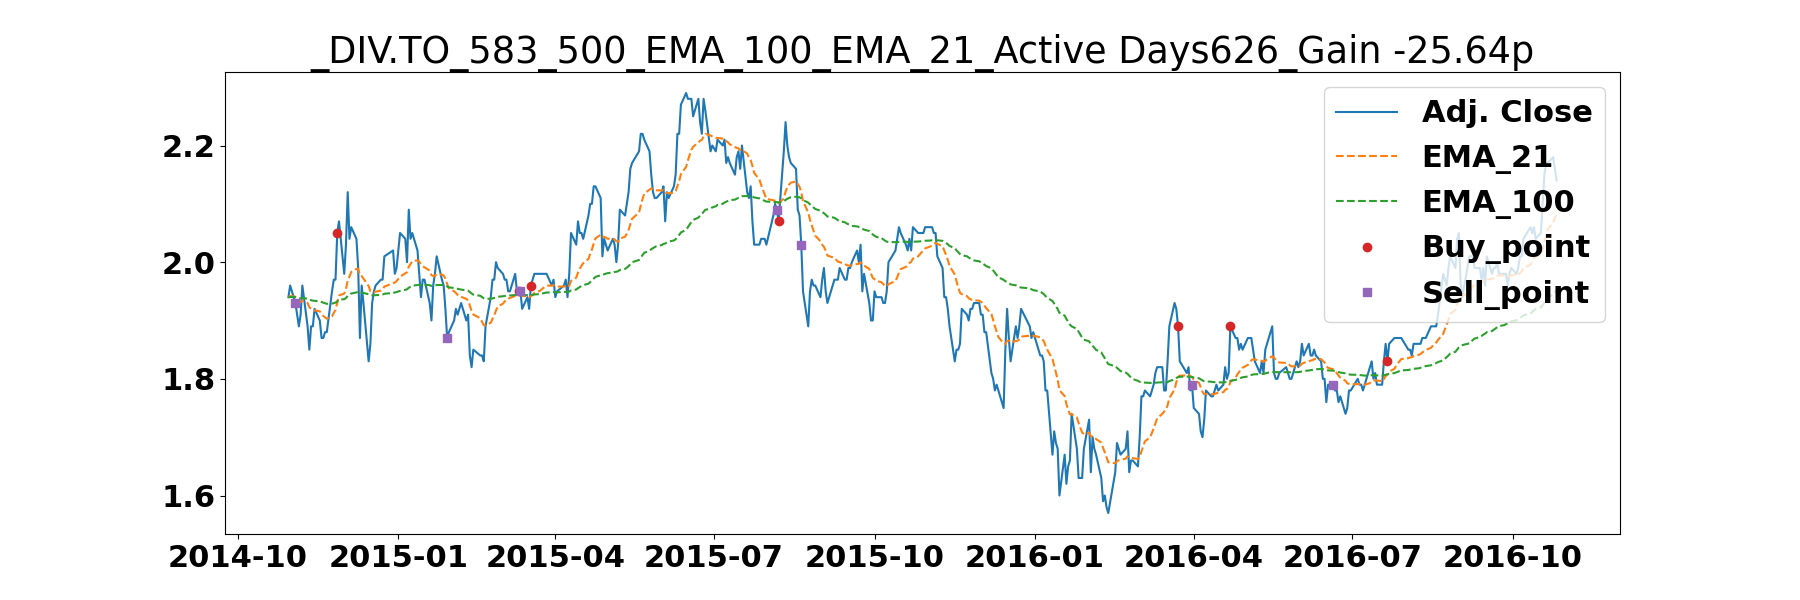 _DIV.TO_583_500_EMA_100_EMA_21_Active Days626_Gain -25.64p
Adj. Close
EMA_21
EMA_100
Buy_point
Sell_point
2.2
2.0
1.8
1.6
2014-10 2015-01 2015-04 2015-07 2015-10 2016-01 2016-04 2016-07 2016-10